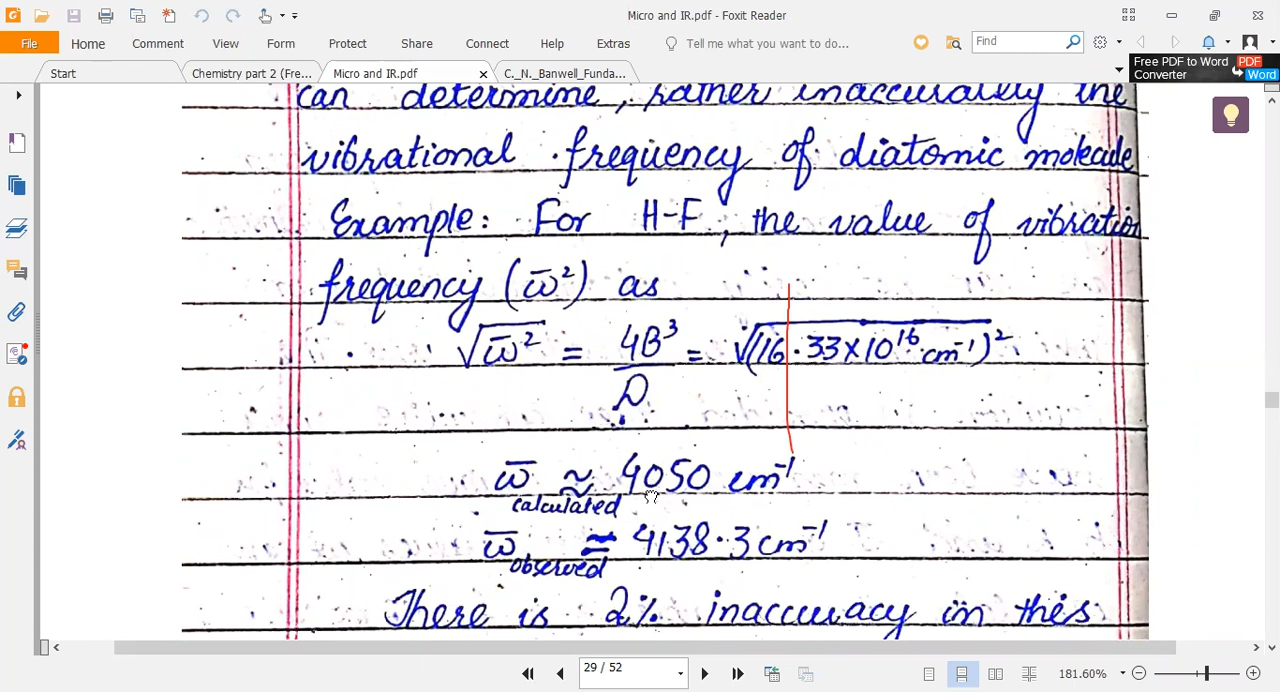 Micro and IR.pdf - Foxit Reader
File Home Comment View Form Protect Share Connect Help Extras Tell me what you want to do... Find
Free PDF to Word Converter PDF Word
Start Chemistry part 2 (Fre... Micro and IR.pdf × C._N._Banwell_Funda...
can determine, rather inaccurately the
vibrational frequency of diatomic molecule
Example: For H-F, the value of vibration
frequency (ω̄²) as
√ω̄² = 4B³/D = √(16.33×10¹⁶ cm⁻¹)²
ω̄ calculated ≈ 4050 cm⁻¹
ω̄ observed ≈ 4138.3 cm⁻¹
There is 2% inaccuracy in this
29 / 52 181.60%